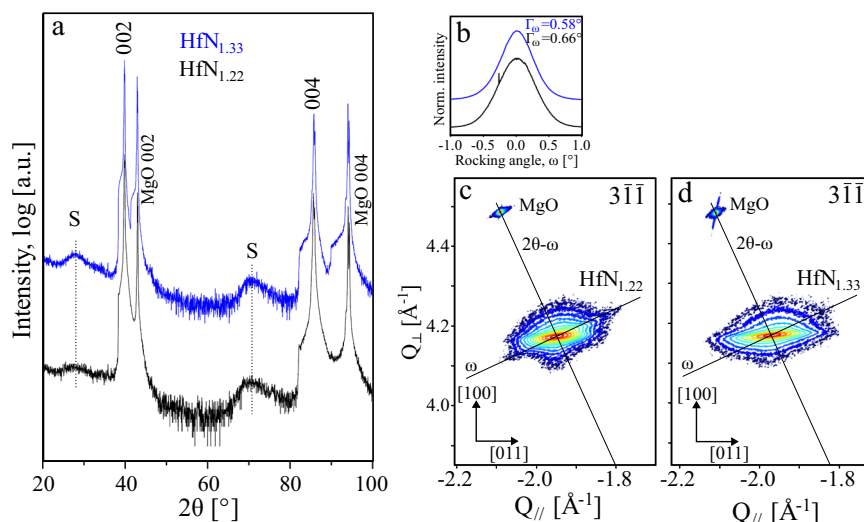 a
HfN1.33
HfN1.22
002
MgO 002
004
MgO 004
S
S
Intensity, log [a.u.]
20 40 60 80 100
2θ [°]
b
Γω=0.58°
Γω=0.66°
Norm. intensity
-1.0 -0.5 0.0 0.5 1.0
Rocking angle, ω [°]
c
31̄1̄
MgO
2θ-ω
HfN1.22
ω
[100]
[011]
4.4
4.2
4.0
Q⊥ [Å-1]
-2.2 -2.0 -1.8
Q// [Å-1]
d
31̄1̄
MgO
2θ-ω
HfN1.33
ω
[100]
[011]
-2.2 -2.0 -1.8
Q// [Å-1]